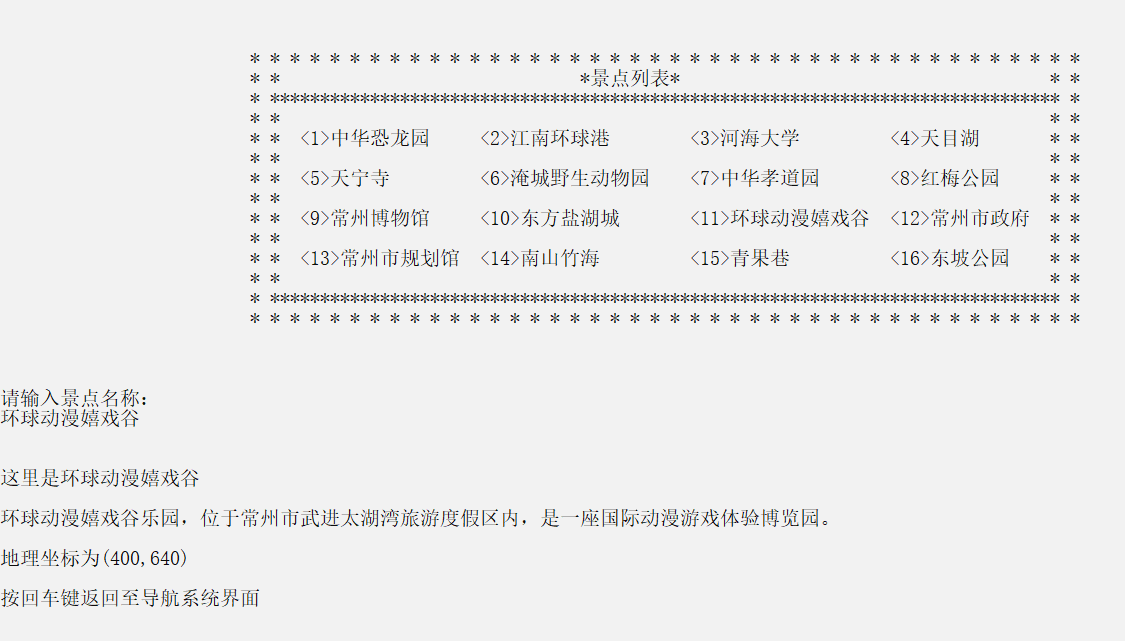 * * * * * * * * * * * * * * * * * * * * * * * * * * * * * * * * * * * * * * * * * *
* * *景点列表* * *
* ******************************************************************************* *
* * * *
* * <1>中华恐龙园 <2>江南环球港 <3>河海大学 <4>天目湖 * *
* * * *
* * <5>天宁寺 <6>淹城野生动物园 <7>中华孝道园 <8>红梅公园 * *
* * * *
* * <9>常州博物馆 <10>东方盐湖城 <11>环球动漫嬉戏谷 <12>常州市政府 * *
* * * *
* * <13>常州市规划馆 <14>南山竹海 <15>青果巷 <16>东坡公园 * *
* * * *
* ******************************************************************************* *
* * * * * * * * * * * * * * * * * * * * * * * * * * * * * * * * * * * * * * * * * *
请输入景点名称：
环球动漫嬉戏谷
这里是环球动漫嬉戏谷
环球动漫嬉戏谷乐园，位于常州市武进太湖湾旅游度假区内，是一座国际动漫游戏体验博览园。
地理坐标为(400,640)
按回车键返回至导航系统界面